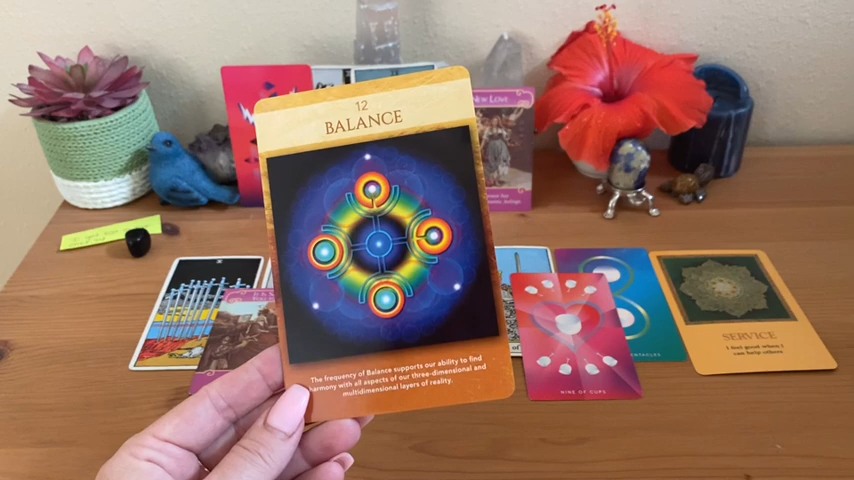 12
BALANCE
The frequency of Balance supports our ability to find
harmony with all aspects of our three-dimensional and
multidimensional layers of reality.
New Love
NINE OF CUPS
SERVICE
I feel good when I
can help others